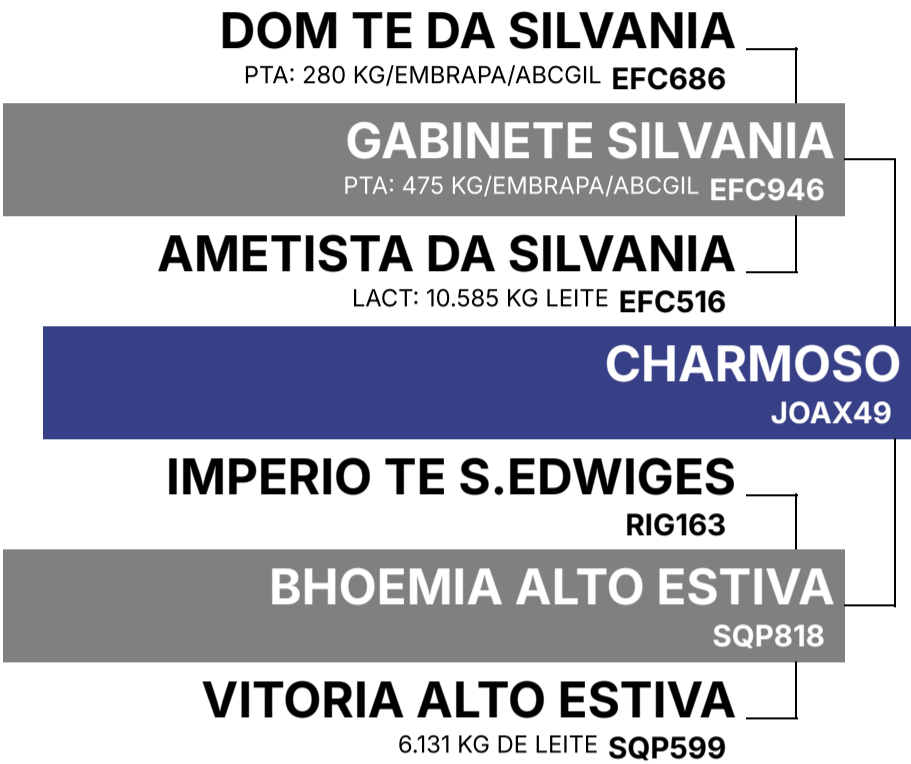 DOM TE DA SILVANIA
PTA: 280 KG/EMBRAPA/ABCGIL EFC686
GABINETE SILVANIA
PTA: 475 KG/EMBRAPA/ABCGIL EFC946
AMETISTA DA SILVANIA
LACT: 10.585 KG LEITE EFC516
CHARMOSO
JOAX49
IMPERIO TE S.EDWIGES
RIG163
BHOEMIA ALTO ESTIVA
SQP818
VITORIA ALTO ESTIVA
6.131 KG DE LEITE SQP599